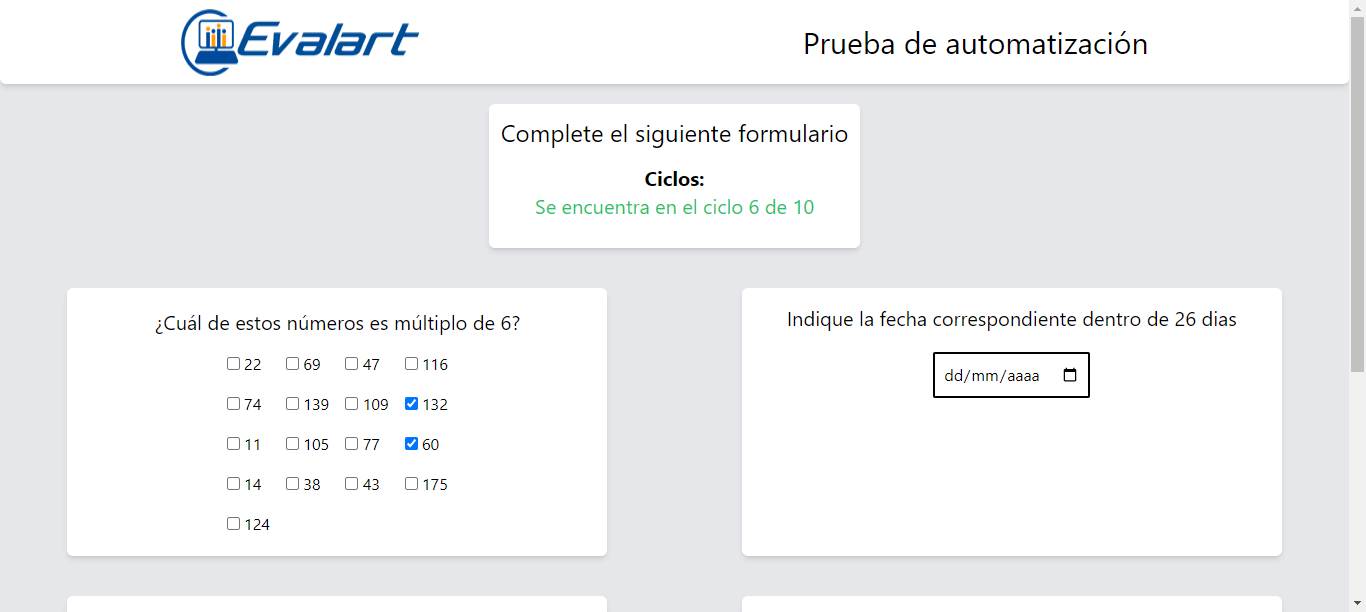 Evalart
Prueba de automatización
Complete el siguiente formulario
Ciclos:
Se encuentra en el ciclo 6 de 10
¿Cuál de estos números es múltiplo de 6?
22 69 47 116
74 139 109 132
11 105 77 60
14 38 43 175
124
Indique la fecha correspondiente dentro de 26 dias
dd/mm/aaaa